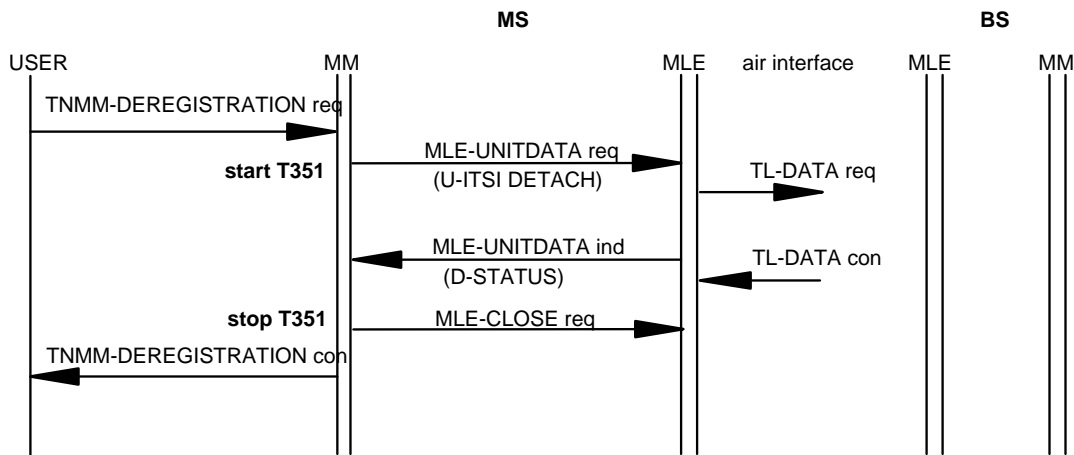 MS BS
USER MM MLE air interface MLE MM
TNMM-DEREGISTRATION req
MLE-UNITDATA req
start T351
(U-ITSI DETACH)
TL-DATA req
MLE-UNITDATA ind
(D-STATUS)
TL-DATA con
stop T351
MLE-CLOSE req
TNMM-DEREGISTRATION con